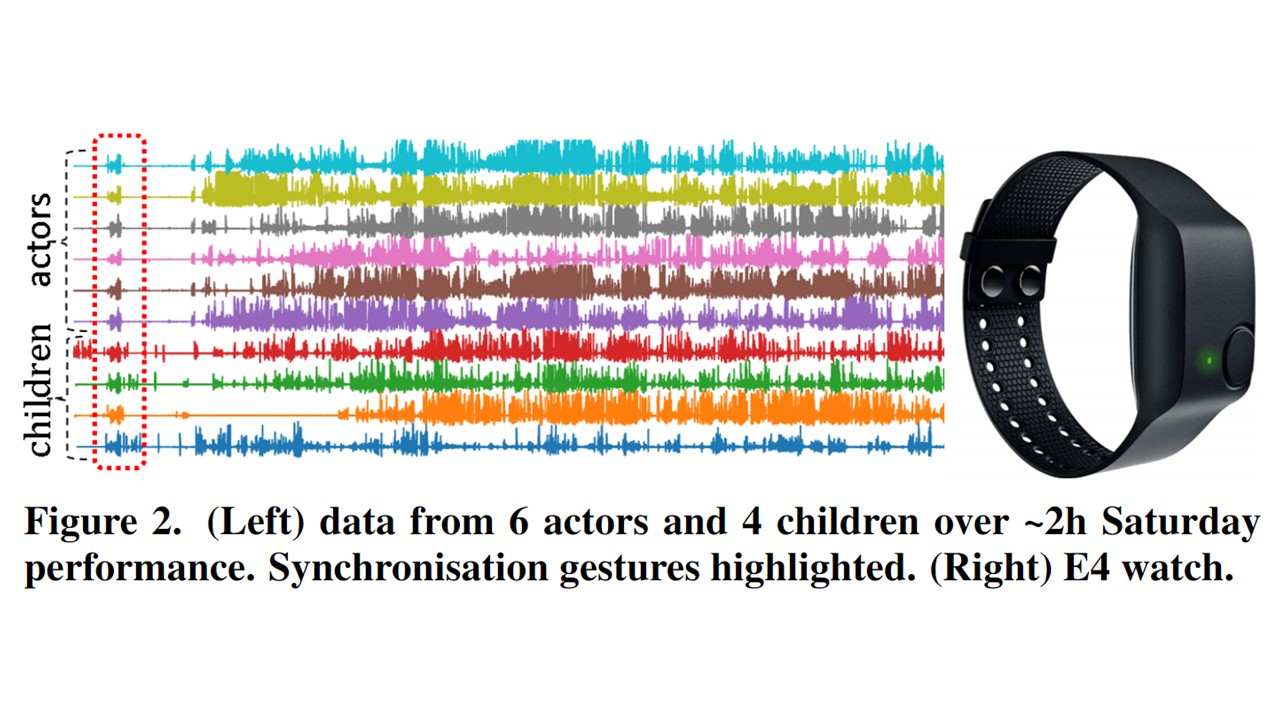 actors
children
Figure 2. (Left) data from 6 actors and 4 children over ~2h Saturday
performance. Synchronisation gestures highlighted. (Right) E4 watch.